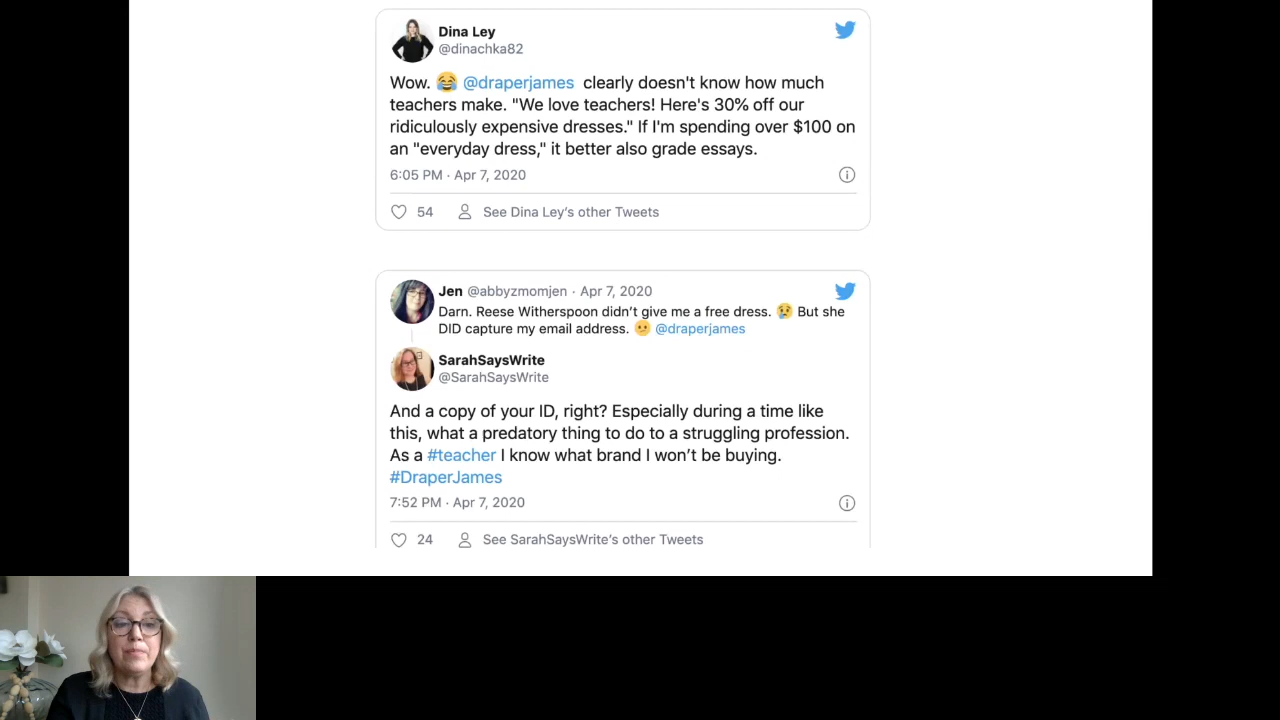 Dina Ley
@dinachka82
Wow. 😂 @draperjames clearly doesn't know how much
teachers make. "We love teachers! Here's 30% off our
ridiculously expensive dresses." If I'm spending over $100 on
an "everyday dress," it better also grade essays.
6:05 PM · Apr 7, 2020
54 See Dina Ley's other Tweets
Jen @abbyzmomjen · Apr 7, 2020
Darn. Reese Witherspoon didn't give me a free dress. 😢 But she
DID capture my email address. 😕 @draperjames
SarahSaysWrite
@SarahSaysWrite
And a copy of your ID, right? Especially during a time like
this, what a predatory thing to do to a struggling profession.
As a #teacher I know what brand I won't be buying.
#DraperJames
7:52 PM · Apr 7, 2020
24 See SarahSaysWrite's other Tweets